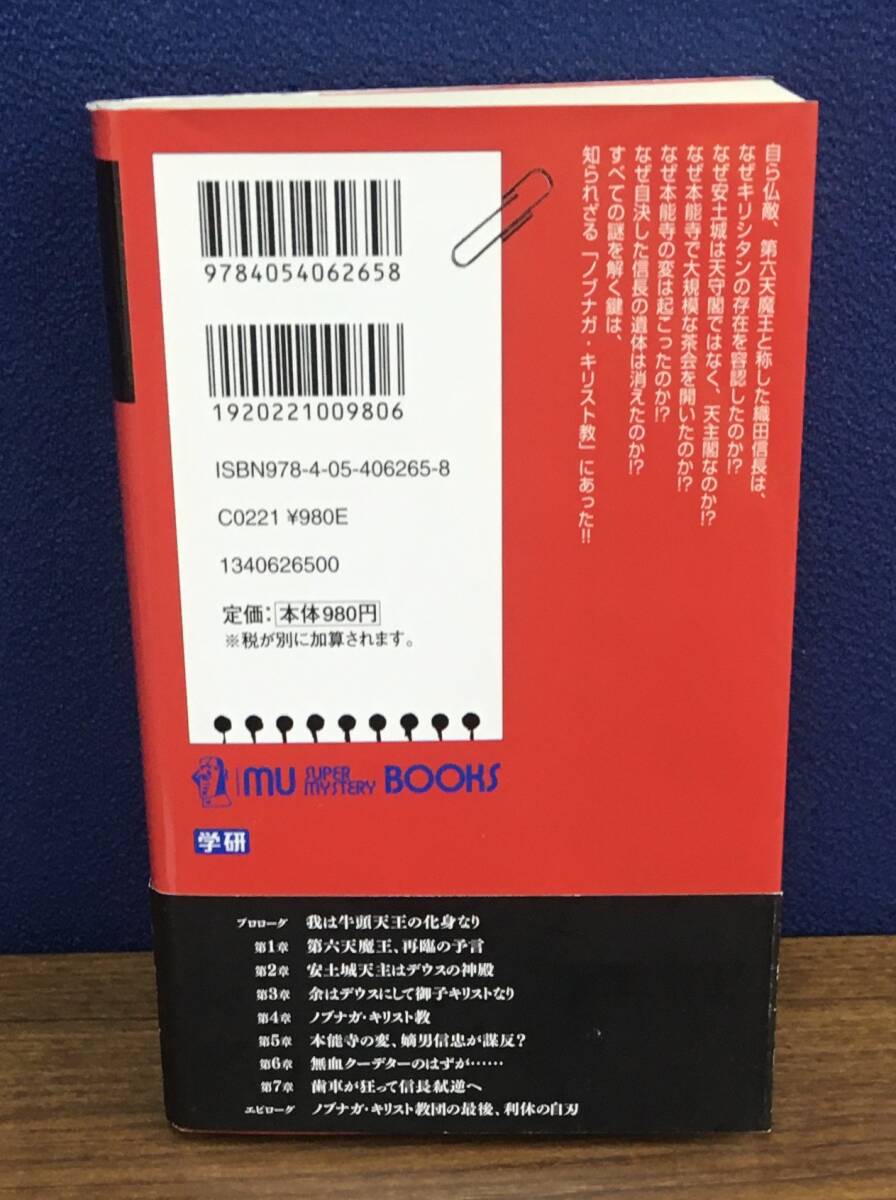 自ら仏敵、第六天魔王と称した織田信長は、
なぜキリシタンの存在を容認したのか!?
なぜ安土城は天守閣ではなく、天主閣なのか!?
なぜ本能寺で大規模な茶会を開いたのか!?
なぜ本能寺の変は起こったのか!?
なぜ自決した信長の遺体は消えたのか!?
すべての謎を解く鍵は、
知られざる「ノブナガ・キリスト教」にあった!!
9784054062658
1920221009806
ISBN978-4-05-406265-8
C0221 ¥980E
1340626500
定価：本体980円
※税が別に加算されます。
MU SUPER MYSTERY BOOKS
学研
プロローグ 我は牛頭天王の化身なり
第1章 第六天魔王、再臨の予言
第2章 安土城天主はデウスの神殿
第3章 余はデウスにして御子キリストなり
第4章 ノブナガ・キリスト教
第5章 本能寺の変、嫡男信忠が謀反？
第6章 無血クーデターのはずが……
第7章 歯車が狂って信長弑逆へ
エピローグ ノブナガ・キリスト教団の最後、利休の自刃